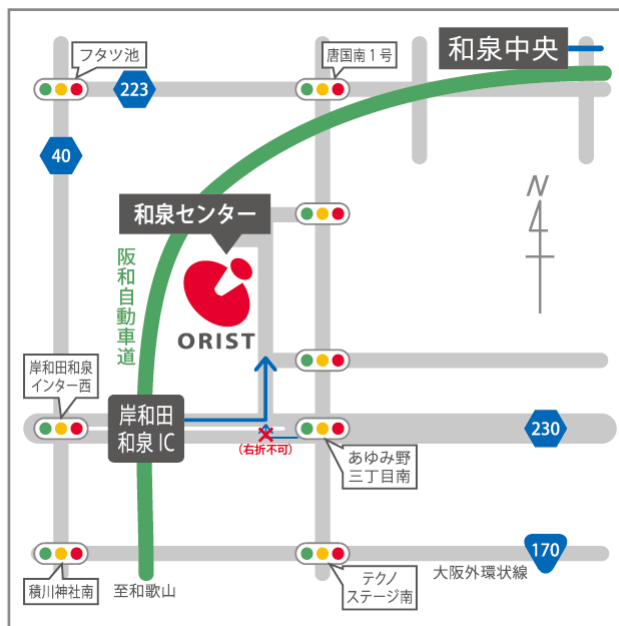 フタツ池
唐国南1号
和泉中央
223
40
N
和泉センター
阪和自動車道
ORIST
岸和田和泉
インター西
岸和田
和泉IC
(右折不可)
230
あゆみ野
三丁目南
170
大阪外環状線
積川神社南
至和歌山
テクノ
ステージ南